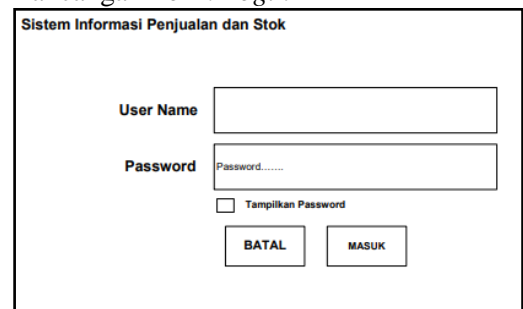 Sistem Informasi Penjualan dan Stok
User Name
Password
Password.......
Tampilkan Password
BATAL
MASUK